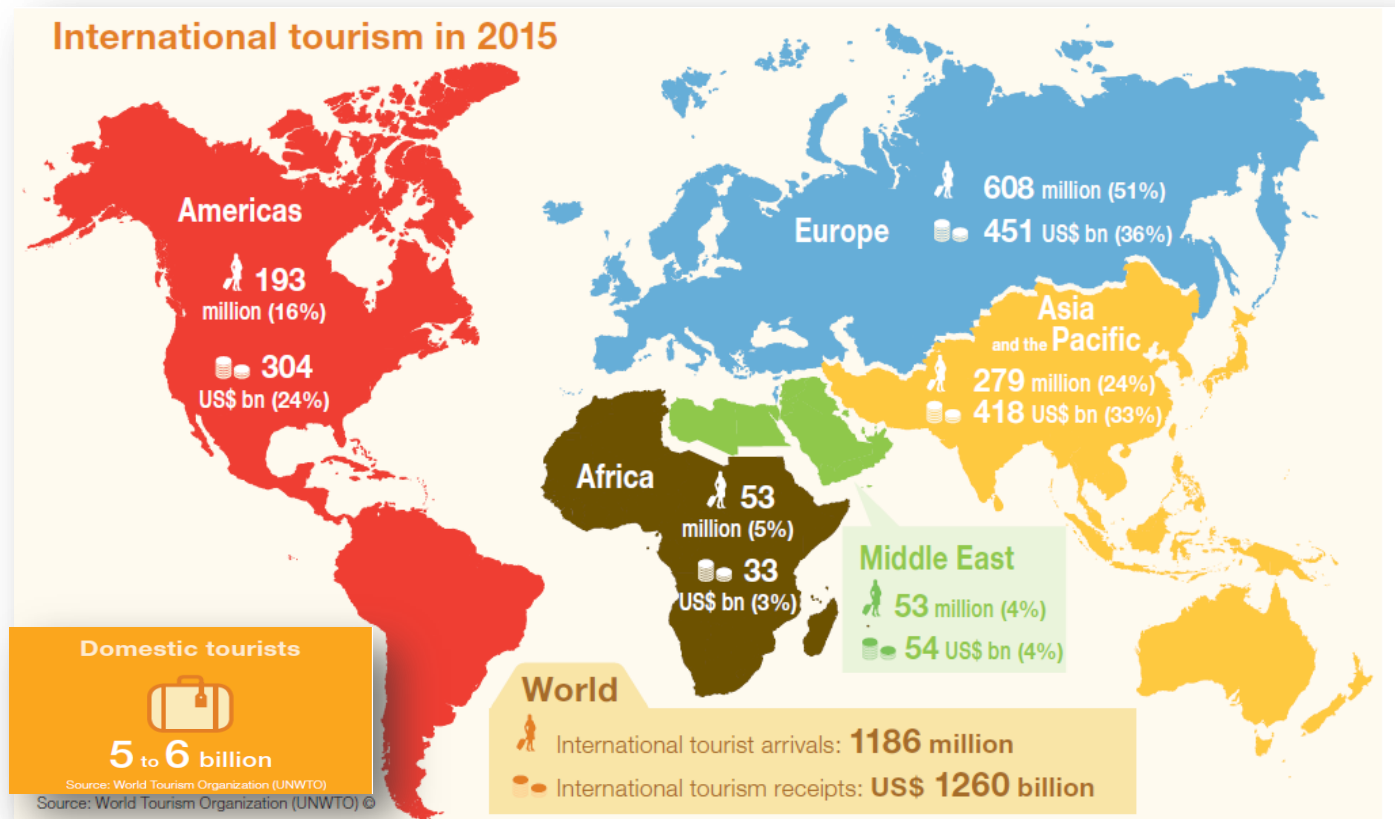 International tourism in 2015
Americas
193
million (16%)
304
US$ bn (24%)
Europe
608 million (51%)
451 US$ bn (36%)
Asia
and the Pacific
279 million (24%)
418 US$ bn (33%)
Africa
53
million (5%)
33
US$ bn (3%)
Middle East
53 million (4%)
54 US$ bn (4%)
Domestic tourists
5 to 6 billion
Source: World Tourism Organization (UNWTO)
Source: World Tourism Organization (UNWTO) ©
World
International tourist arrivals: 1186 million
International tourism receipts: US$ 1260 billion